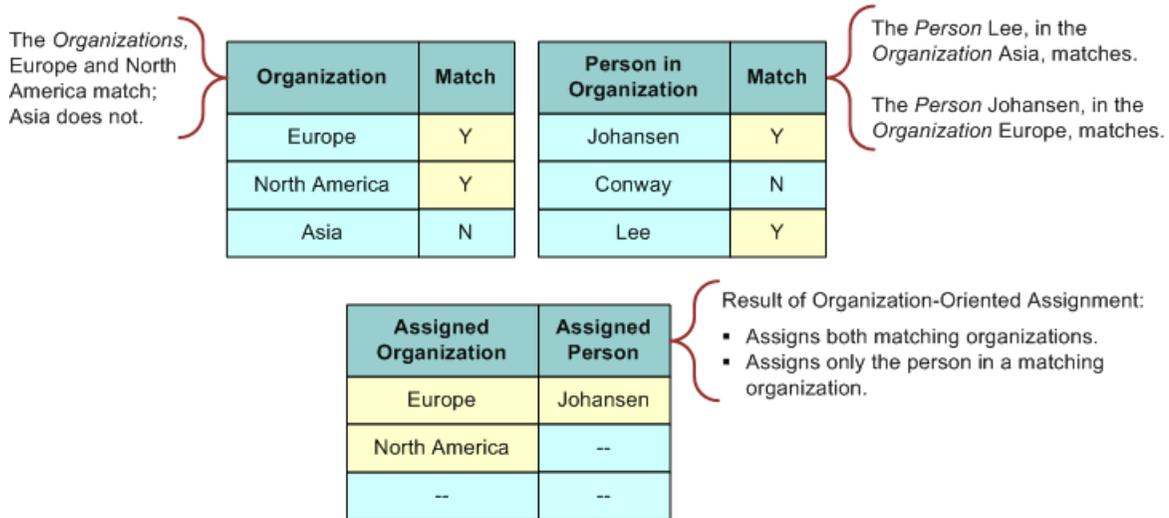 The Organizations,
Europe and North
America match;
Asia does not.
Organization Match
Europe Y
North America Y
Asia N
Person in
Organization Match
Johansen Y
Conway N
Lee Y
The Person Lee, in the
Organization Asia, matches.
The Person Johansen, in the
Organization Europe, matches.
Assigned
Organization
Assigned
Person
Europe Johansen
North America --
-- --
Result of Organization-Oriented Assignment:
▪ Assigns both matching organizations.
▪ Assigns only the person in a matching
organization.